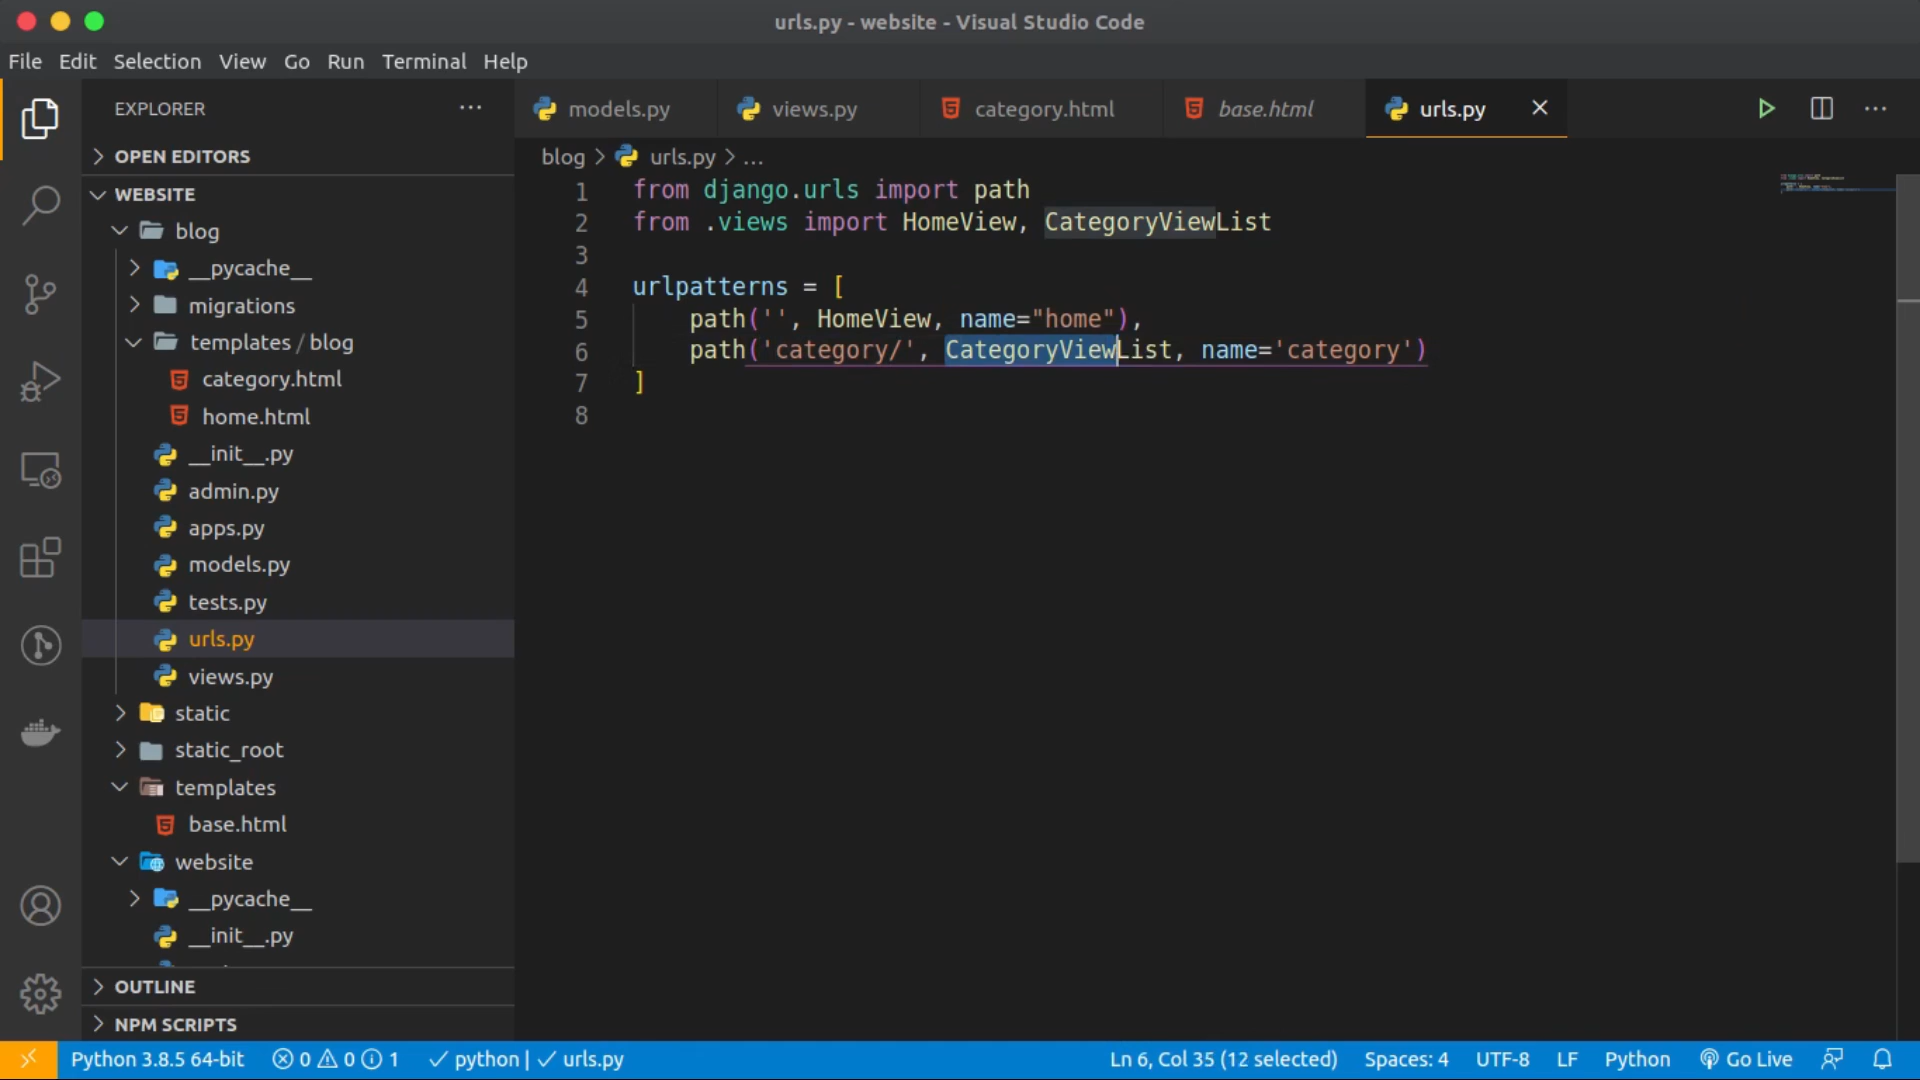 urls.py - website - Visual Studio Code
File Edit Selection View Go Run Terminal Help
EXPLORER
OPEN EDITORS
WEBSITE
blog
__pycache__
migrations
templates / blog
category.html
home.html
__init__.py
admin.py
apps.py
models.py
tests.py
urls.py
views.py
static
static_root
templates
base.html
website
__pycache__
__init__.py
OUTLINE
NPM SCRIPTS
models.py views.py category.html base.html urls.py
blog > urls.py > ...
1 from django.urls import path
2 from .views import HomeView, CategoryViewList
3
4 urlpatterns = [
5 path('', HomeView, name="home"),
6 path('category/', CategoryViewList, name='category')
7 ]
8
Python 3.8.5 64-bit 0 0 1 python | urls.py Ln 6, Col 35 (12 selected) Spaces: 4 UTF-8 LF Python Go Live